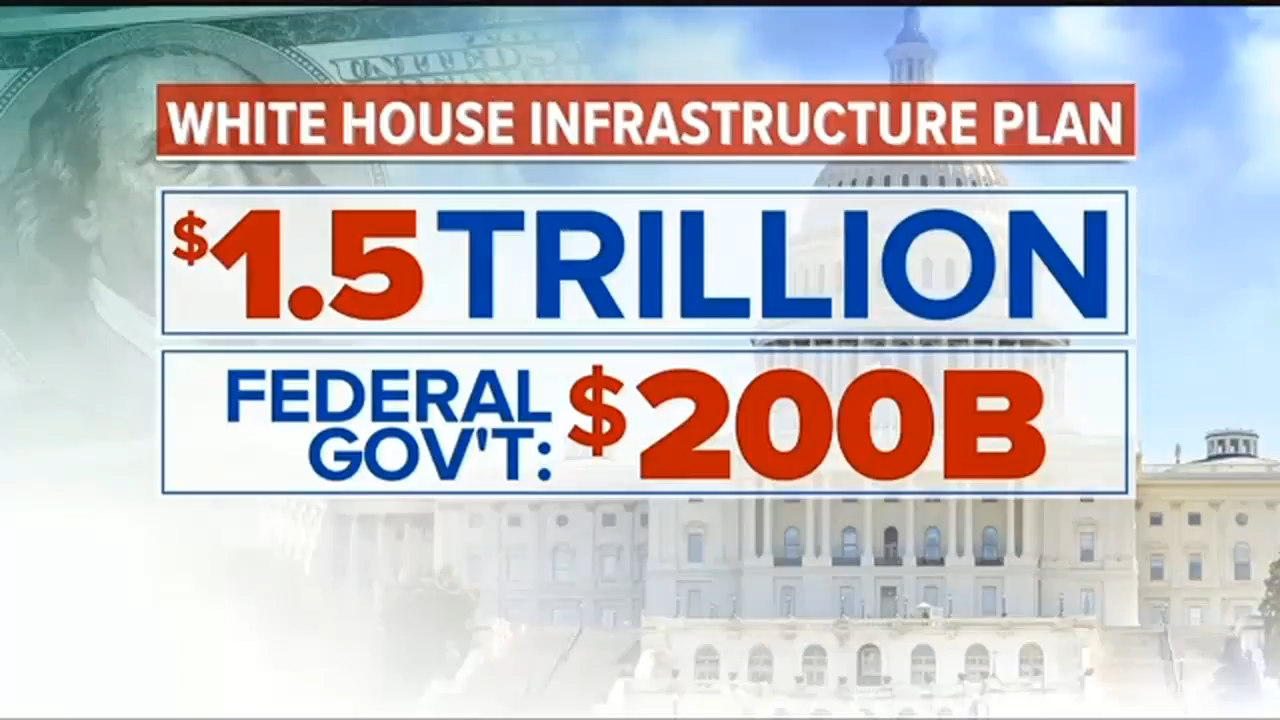 WHITE HOUSE INFRASTRUCTURE PLAN
$1.5 TRILLION
FEDERAL
GOV'T: $200B